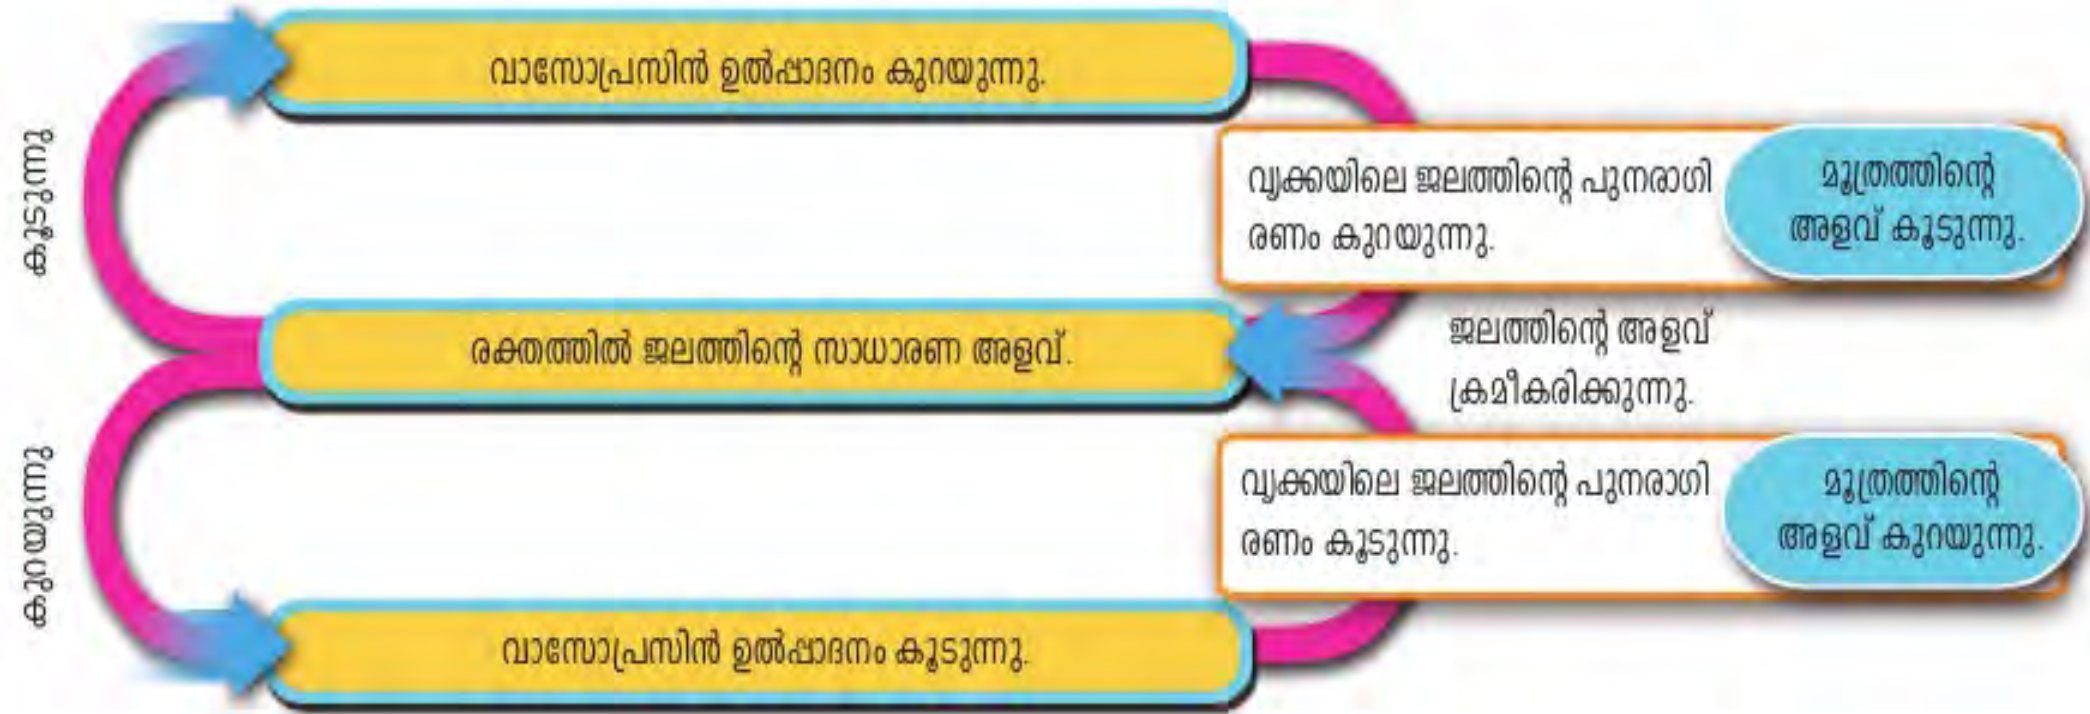 വാസോപ്രസിൻ ഉൽപ്പാദനം കുറയുന്നു.
കൂടുന്നു
വൃക്കയിലെ ജലത്തിന്റെ പുനരാഗി
രണം കുറയുന്നു.
മൂത്രത്തിന്റെ
അളവ് കൂടുന്നു.
രക്തത്തിൽ ജലത്തിന്റെ സാധാരണ അളവ്.
ജലത്തിന്റെ അളവ്
ക്രമീകരിക്കുന്നു.
കുറയുന്നു
വൃക്കയിലെ ജലത്തിന്റെ പുനരാഗി
രണം കൂടുന്നു.
മൂത്രത്തിന്റെ
അളവ് കുറയുന്നു.
വാസോപ്രസിൻ ഉൽപ്പാദനം കൂടുന്നു.